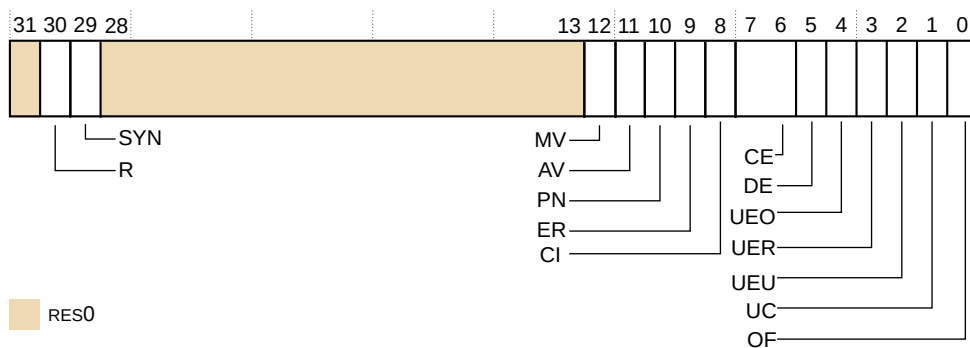 31 30 29 28 13 12 11 10 9 8 7 6 5 4 3 2 1 0
SYN
R
MV
AV
PN
ER
CI
CE
DE
UEO
UER
UEU
UC
OF
RES0